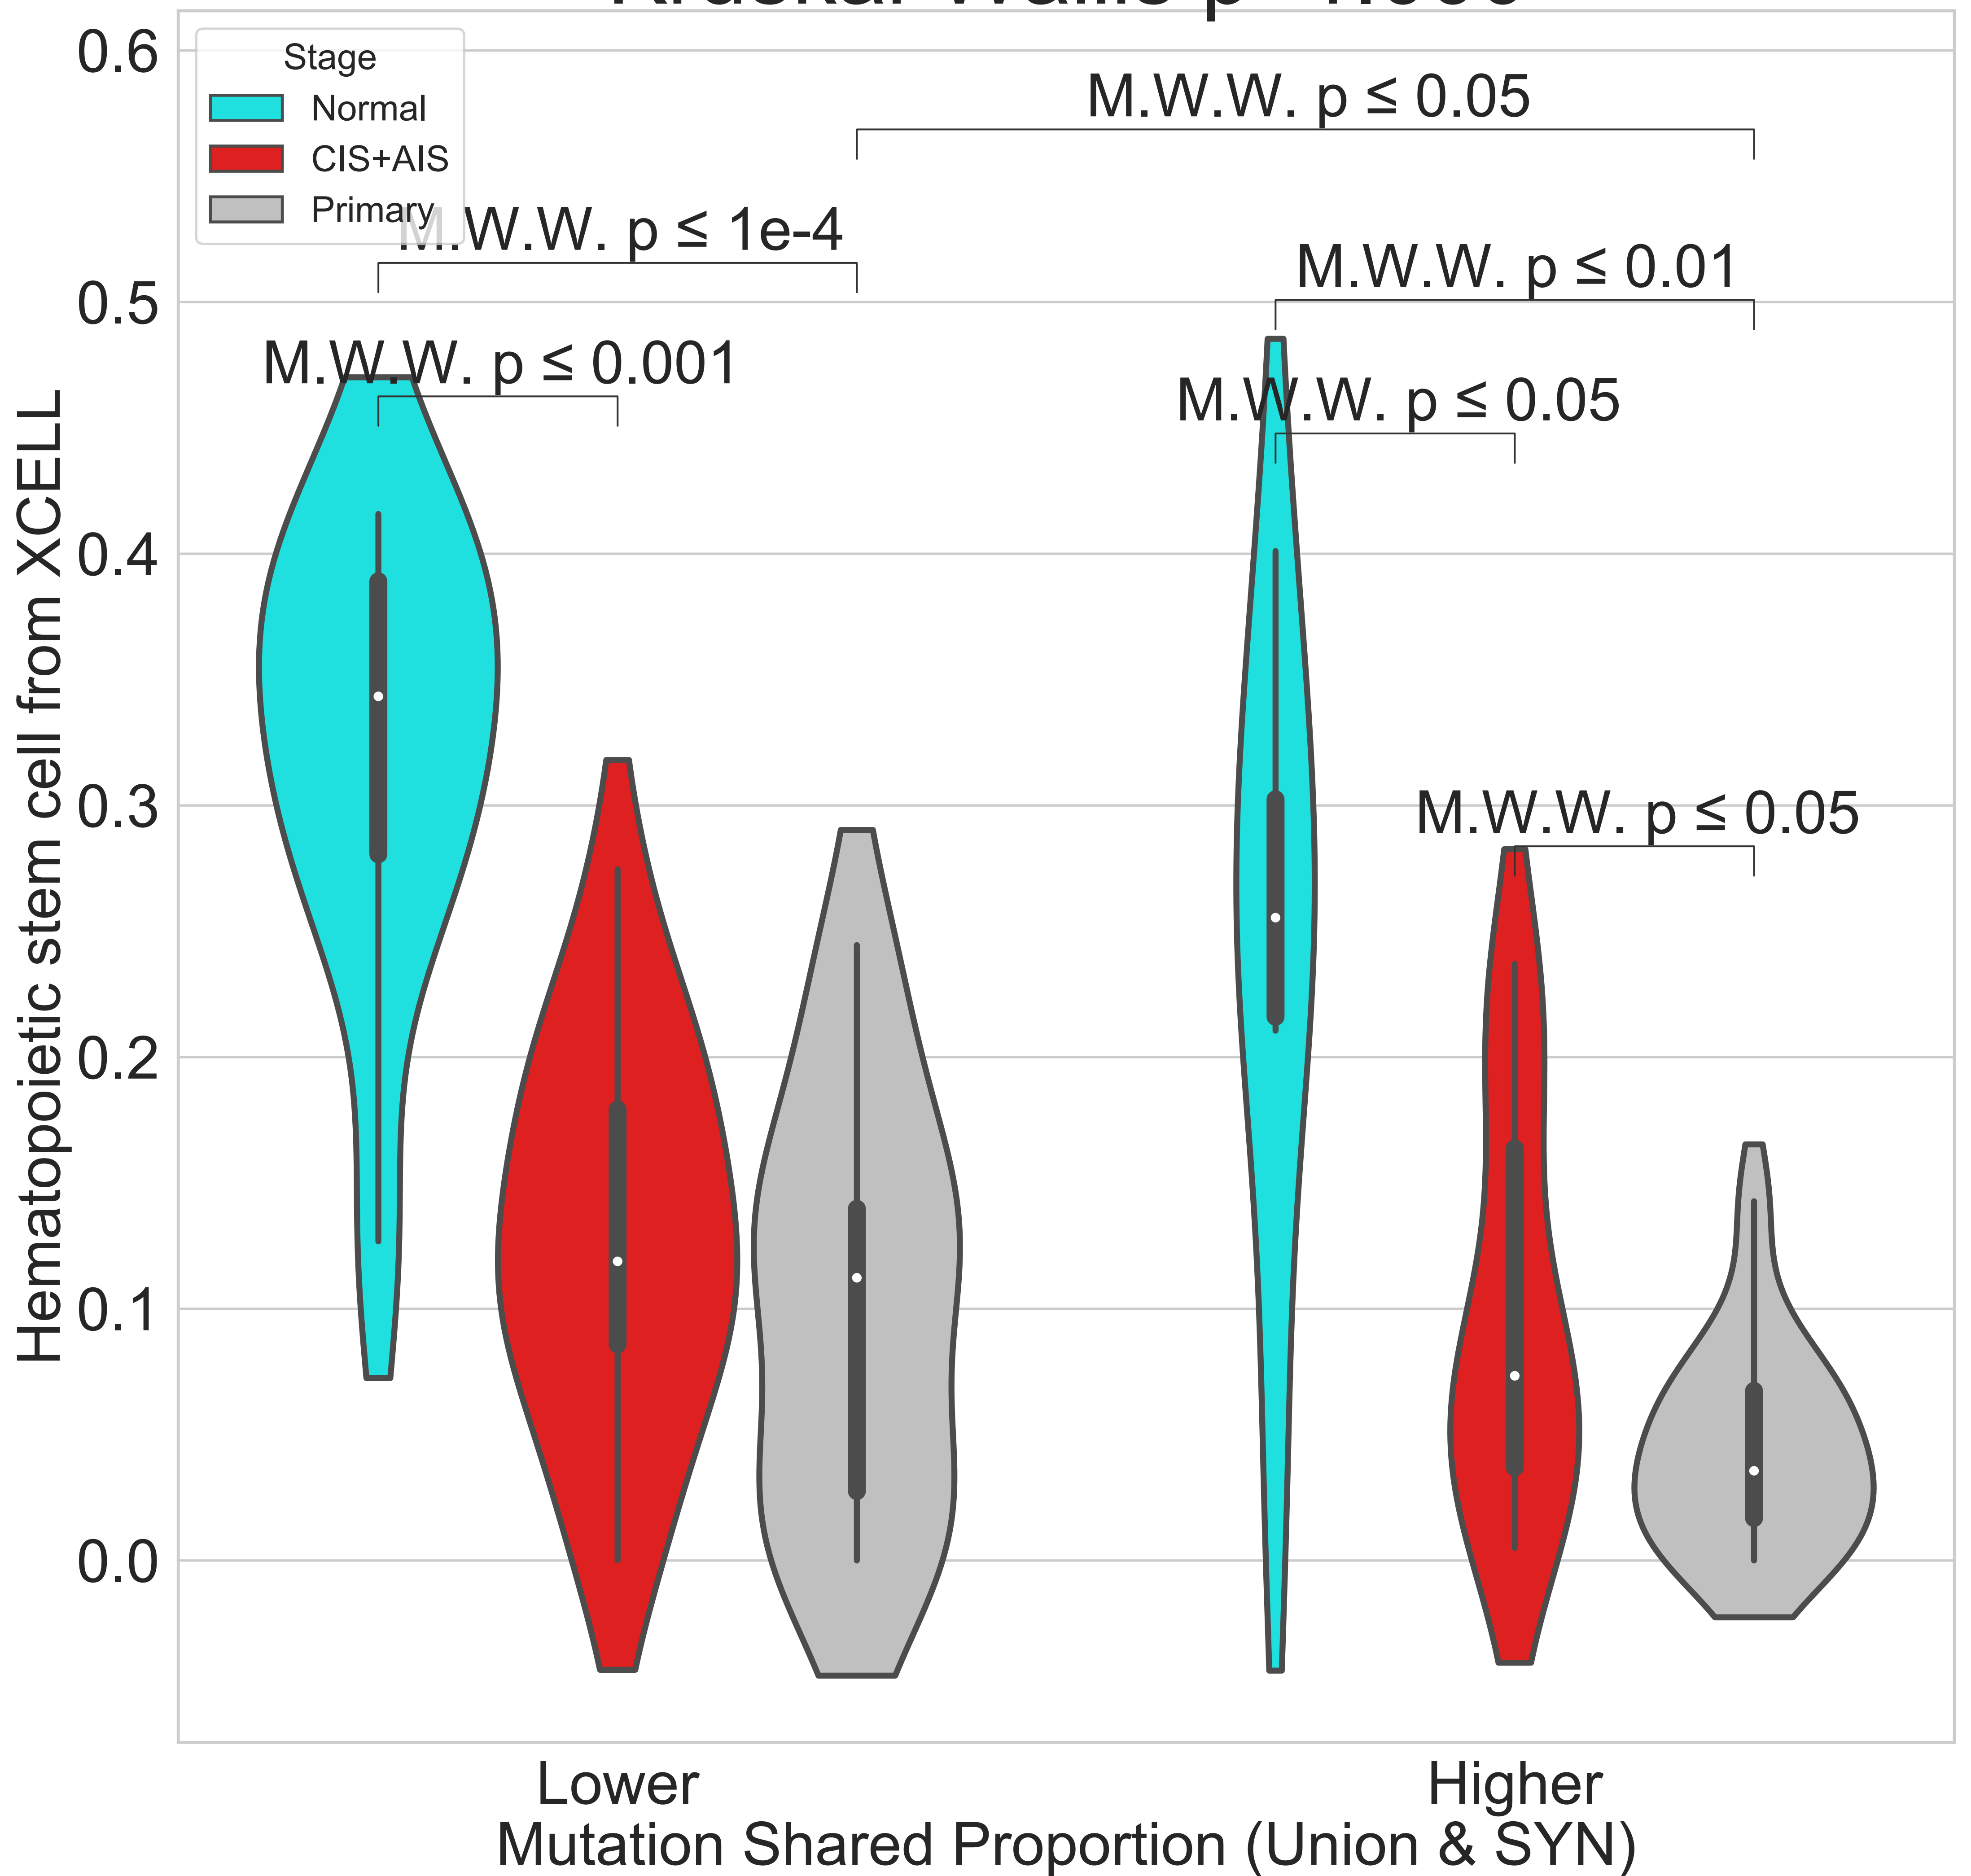 0.6
0.5
0.4
0.3
0.2
0.1
0.0
Hematopoietic stem cell from XCELL
Stage
Normal
CIS+AIS
Primary
M.W.W. p ≤ 0.05
M.W.W. p ≤ 1e-4
M.W.W. p ≤ 0.01
M.W.W. p ≤ 0.001
M.W.W. p ≤ 0.05
M.W.W. p ≤ 0.05
Lower
Higher
Mutation Shared Proportion (Union & SYN)